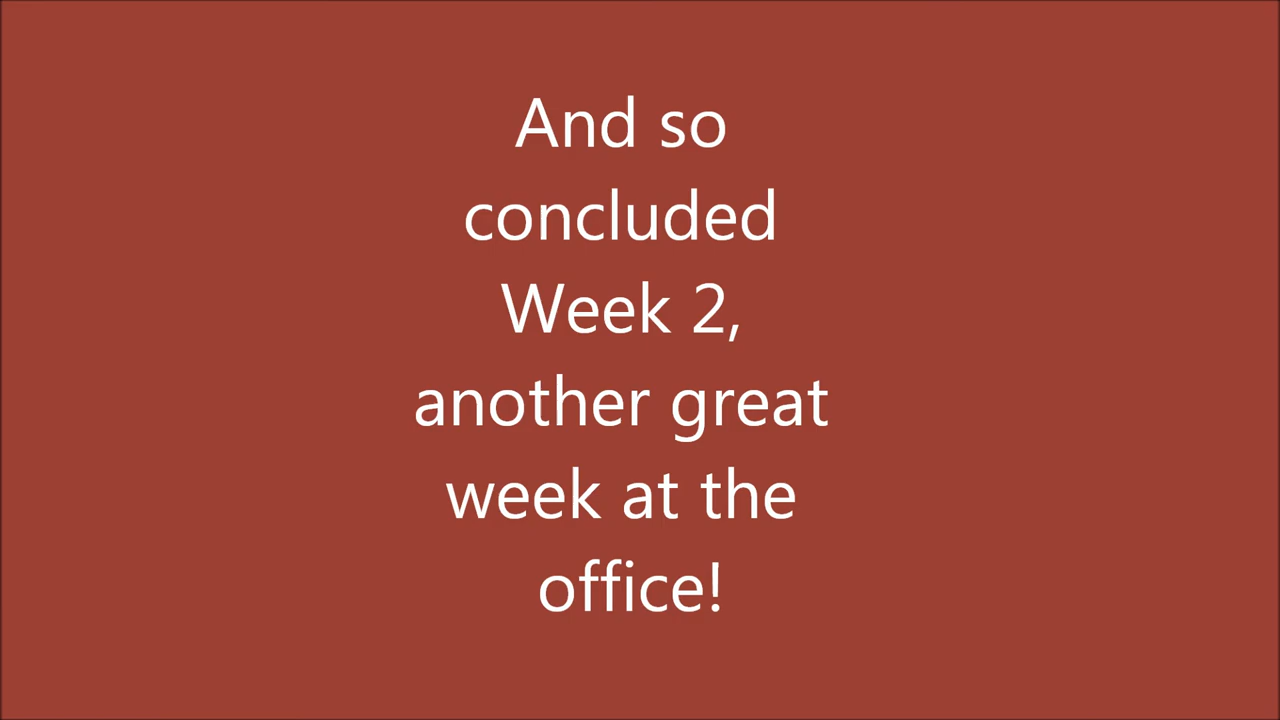 And so
concluded
Week 2,
another great
week at the
office!